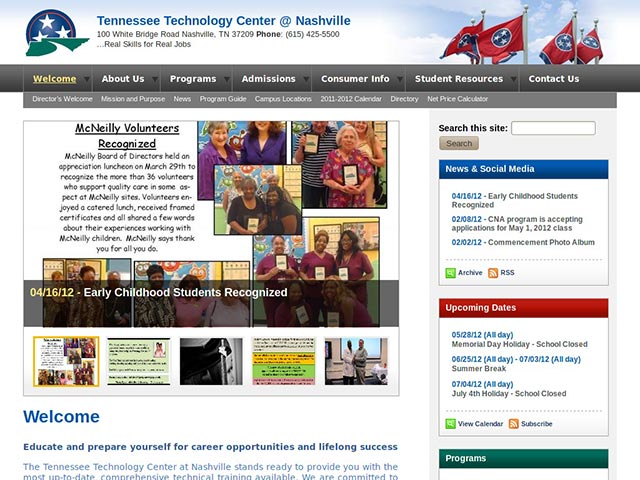 Tennessee Technology Center @ Nashville
100 White Bridge Road Nashville, TN 37209 Phone: (615) 425-5500
...Real Skills for Real Jobs
Welcome About Us Programs Admissions Consumer Info Student Resources Contact Us
Director's Welcome Mission and Purpose News Program Guide Campus Locations 2011-2012 Calendar Directory Net Price Calculator
McNeilly Volunteers
Recognized
McNeilly Board of Directors held an
appreciation luncheon on March 29th to
recognize the more than 36 volunteers
who support quality care in some as-
pect at McNeilly sites. Volunteers en-
joyed a catered lunch, received framed
certificates and all shared a few words
about their experiences working with
McNeilly children. McNeilly says thank
you for all you do.
04/16/12 - Early Childhood Students Recognized
Welcome
Educate and prepare yourself for career opportunities and lifelong success
The Tennessee Technology Center at Nashville stands ready to provide you with the
most up-to-date, comprehensive technical training available. We are committed to
Search this site:
Search
News & Social Media
04/16/12 - Early Childhood Students
Recognized
02/08/12 - CNA program is accepting
applications for May 1, 2012 class
02/02/12 - Commencement Photo Album
Archive RSS
Upcoming Dates
05/28/12 (All day)
Memorial Day Holiday - School Closed
06/25/12 (All day) - 07/03/12 (All day)
Summer Break
07/04/12 (All day)
July 4th Holiday - School Closed
View Calendar Subscribe
Programs